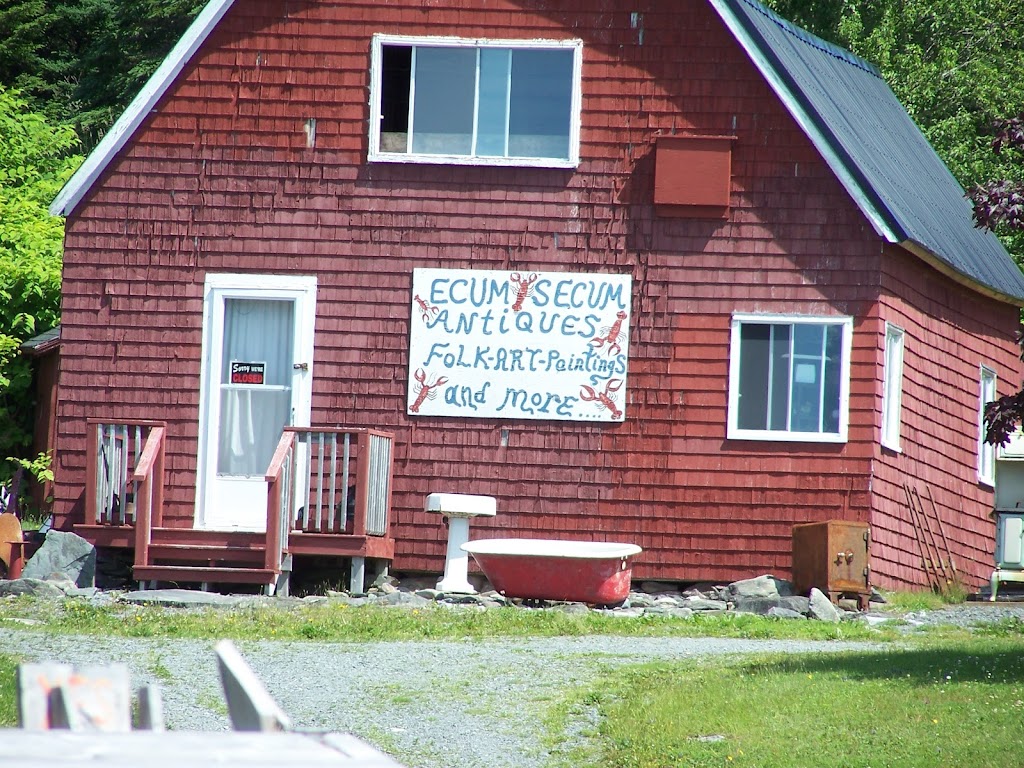 ECUM SECUM
ANTiQUES
FOLK-ART-Paintings
and more....
Sorry WE'RE
CLOSED